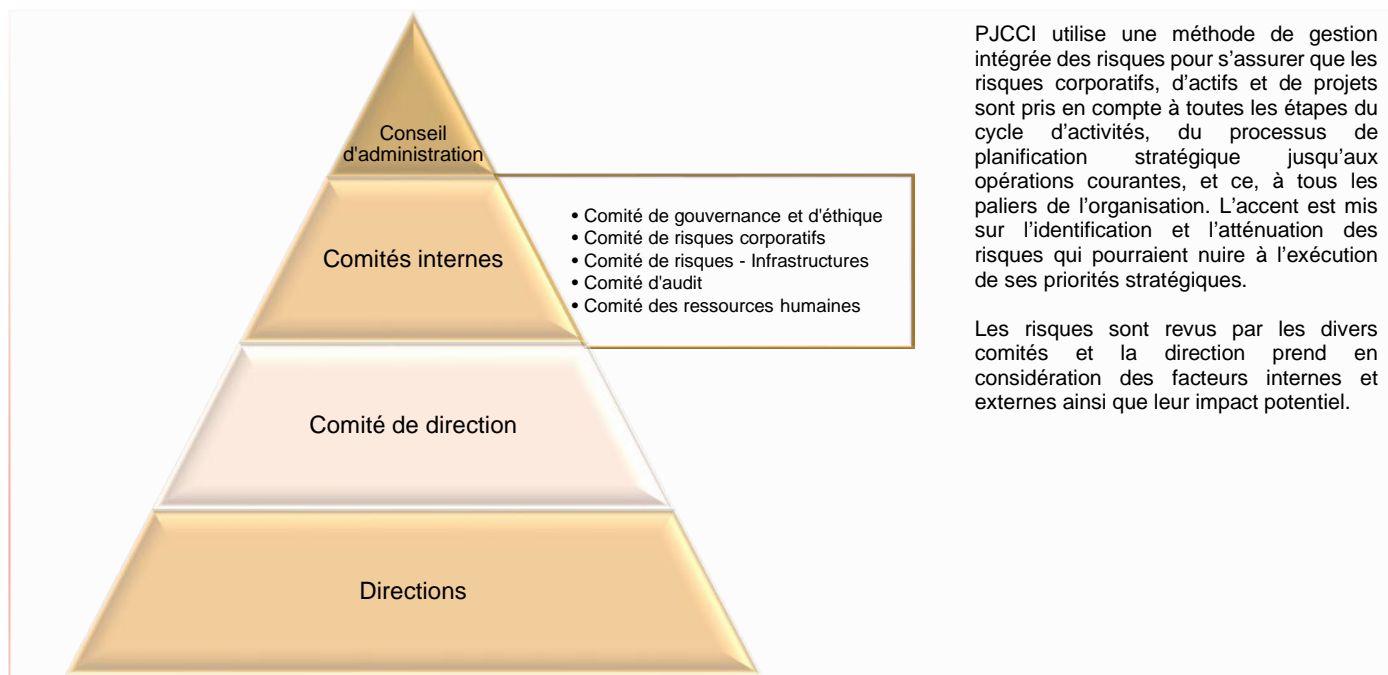 Conseil
d'administration
Comités internes
• Comité de gouvernance et d'éthique
• Comité de risques corporatifs
• Comité de risques - Infrastructures
• Comité d'audit
• Comité des ressources humaines
Comité de direction
Directions
PJCCI utilise une méthode de gestion
intégrée des risques pour s’assurer que les
risques corporatifs, d’actifs et de projets
sont pris en compte à toutes les étapes du
cycle d’activités, du processus de
planification stratégique jusqu’aux
opérations courantes, et ce, à tous les
paliers de l’organisation. L’accent est mis
sur l’identification et l’atténuation des
risques qui pourraient nuire à l’exécution
de ses priorités stratégiques.
Les risques sont revus par les divers
comités et la direction prend en
considération des facteurs internes et
externes ainsi que leur impact potentiel.